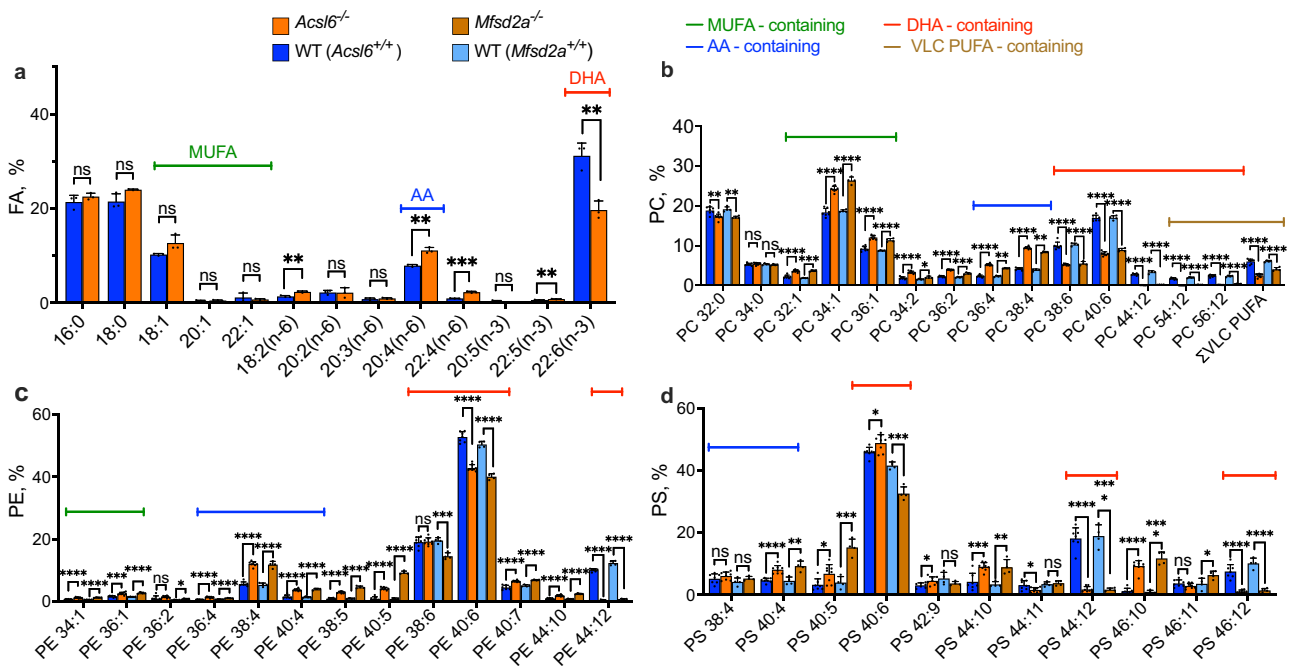 Acsl6-/-
Mfsd2a-/-
WT (Acsl6+/+)
WT (Mfsd2a+/+)
MUFA - containing
DHA - containing
AA - containing
VLC PUFA - containing
a
FA, %
40
20
0
MUFA
AA
DHA
ns
ns
ns
ns
ns
**
ns
ns
**
***
**
**
16:0
18:0
18:1
20:1
22:1
18:2(n-6)
20:2(n-6)
20:3(n-6)
20:4(n-6)
22:4(n-6)
20:5(n-3)
22:5(n-3)
22:6(n-3)
b
PC, %
40
30
20
10
0
** **
ns ns
**** ***
**** ****
**** ****
**** *
**** ****
**** **
**** **
**** ****
**** ****
**** ****
**** ****
**** ****
**** ****
PC 32:0
PC 34:0
PC 32:1
PC 34:1
PC 36:1
PC 34:2
PC 36:2
PC 36:4
PC 38:4
PC 38:6
PC 40:6
PC 44:12
PC 54:12
PC 56:12
ΣVLC PUFA
c
PE, %
60
40
20
0
**** ****
**** ****
ns *
**** ****
**** ****
**** ****
**** ****
**** ****
ns ***
**** ****
**** ****
**** ****
**** ****
PE 34:1
PE 36:1
PE 36:2
PE 36:4
PE 38:4
PE 40:4
PE 38:5
PE 40:5
PE 38:6
PE 40:6
PE 40:7
PE 44:10
PE 44:12
d
PS, %
60
40
20
0
ns ns
**** **
* ***
* ***
* ns
*** **
* ns
**** ***
*
**** ***
*
ns *
**** ****
PS 38:4
PS 40:4
PS 40:5
PS 40:6
PS 42:9
PS 44:10
PS 44:11
PS 44:12
PS 46:10
PS 46:11
PS 46:12